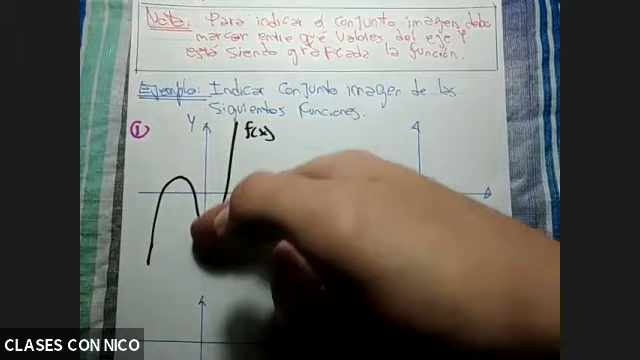 Nota: Para indicar el conjunto imagen, debo
marcar entre qué valores del eje Y
está siendo graficada la función.
Ejemplo: Indicar conjunto imagen de las
siguientes funciones.
① Y f(x)
CLASES CON NICO